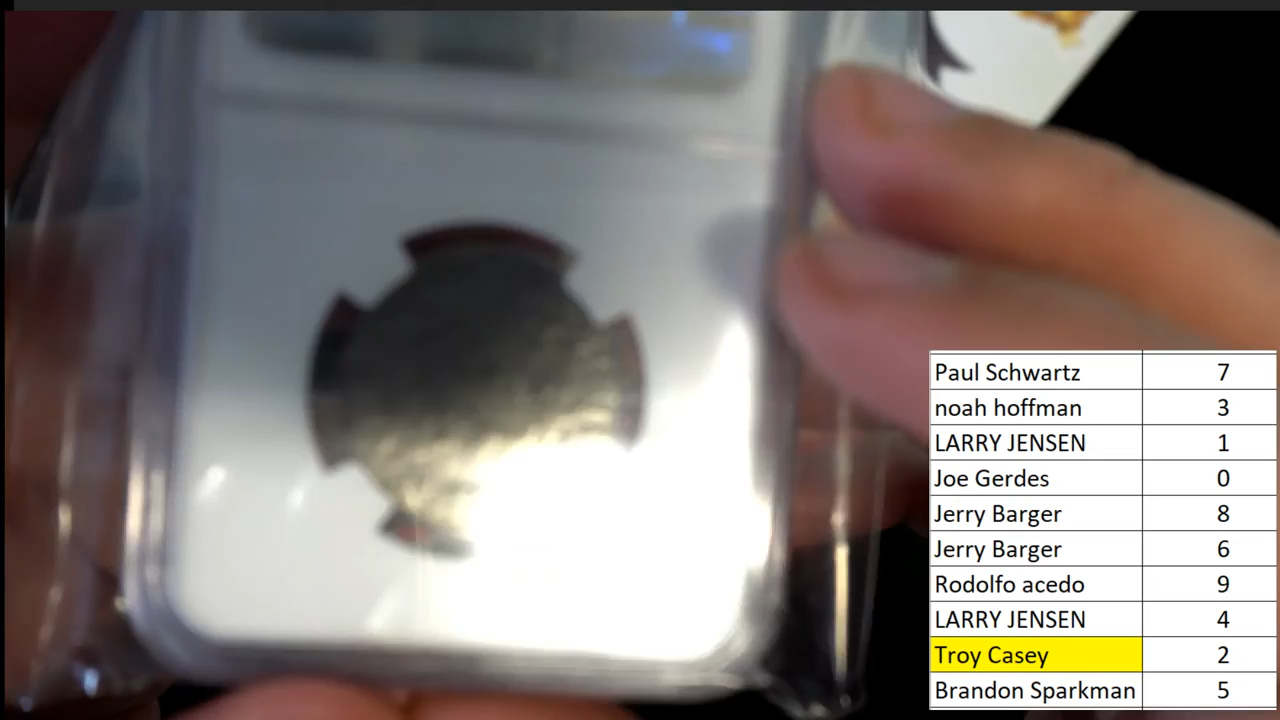 Paul Schwartz 7
noah hoffman 3
LARRY JENSEN 1
Joe Gerdes 0
Jerry Barger 8
Jerry Barger 6
Rodolfo acedo 9
LARRY JENSEN 4
Troy Casey 2
Brandon Sparkman 5